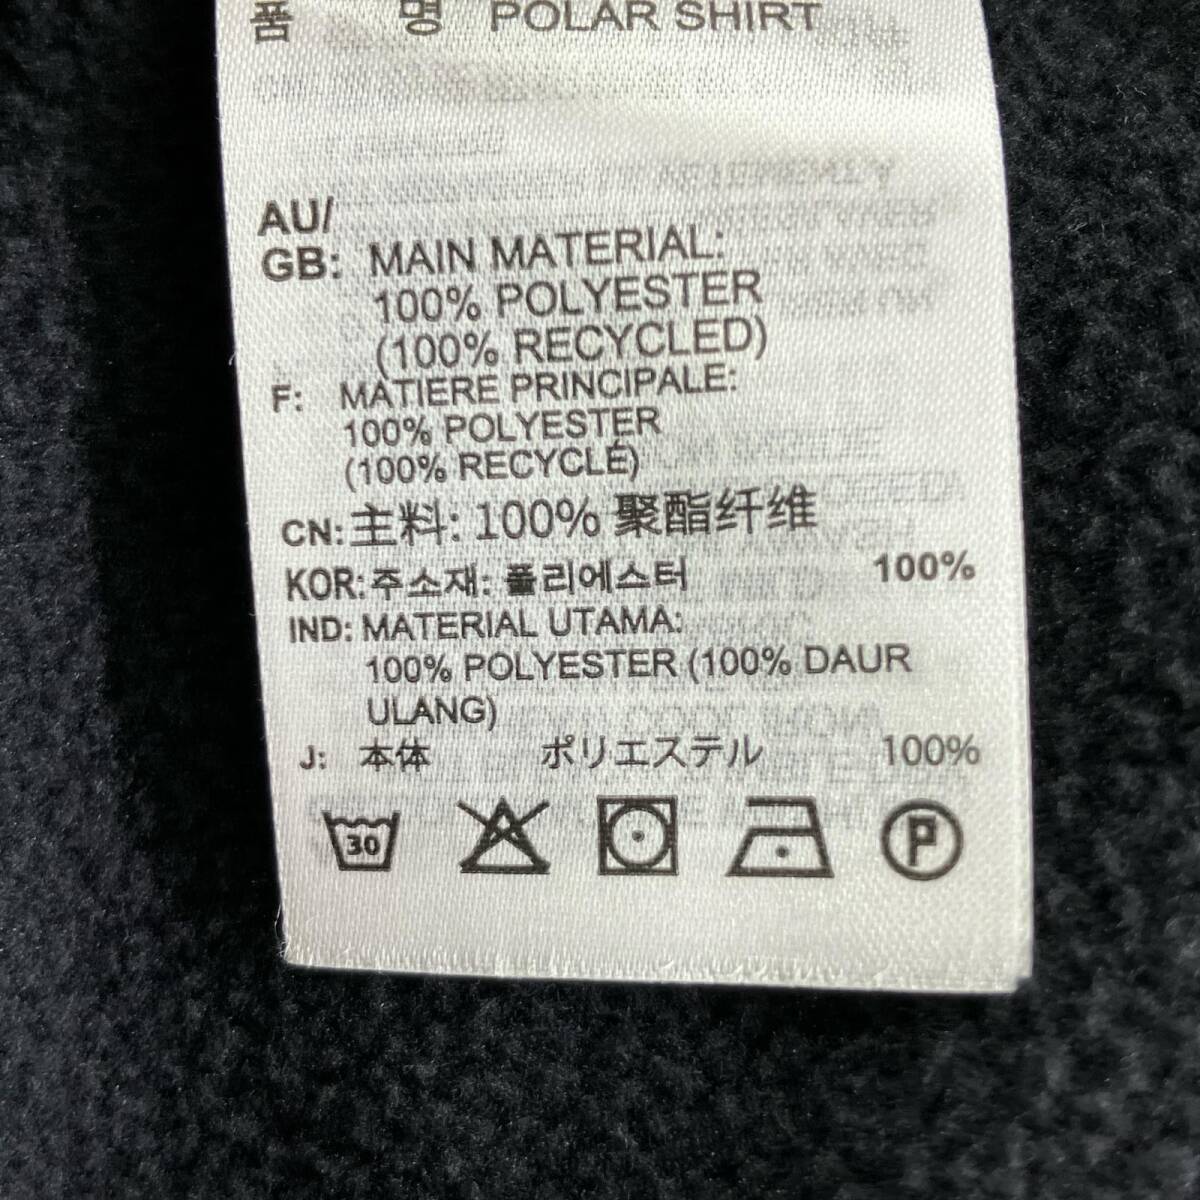 품 명 POLAR SHIRT
AU/
GB: MAIN MATERIAL:
100% POLYESTER
(100% RECYCLED)
F: MATIERE PRINCIPALE:
100% POLYESTER
(100% RECYCLÉ)
CN: 主料: 100% 聚酯纤维
KOR: 주소재: 폴리에스터 100%
IND: MATERIAL UTAMA:
100% POLYESTER (100% DAUR
ULANG)
J: 本体 ポリエステル 100%
30 P